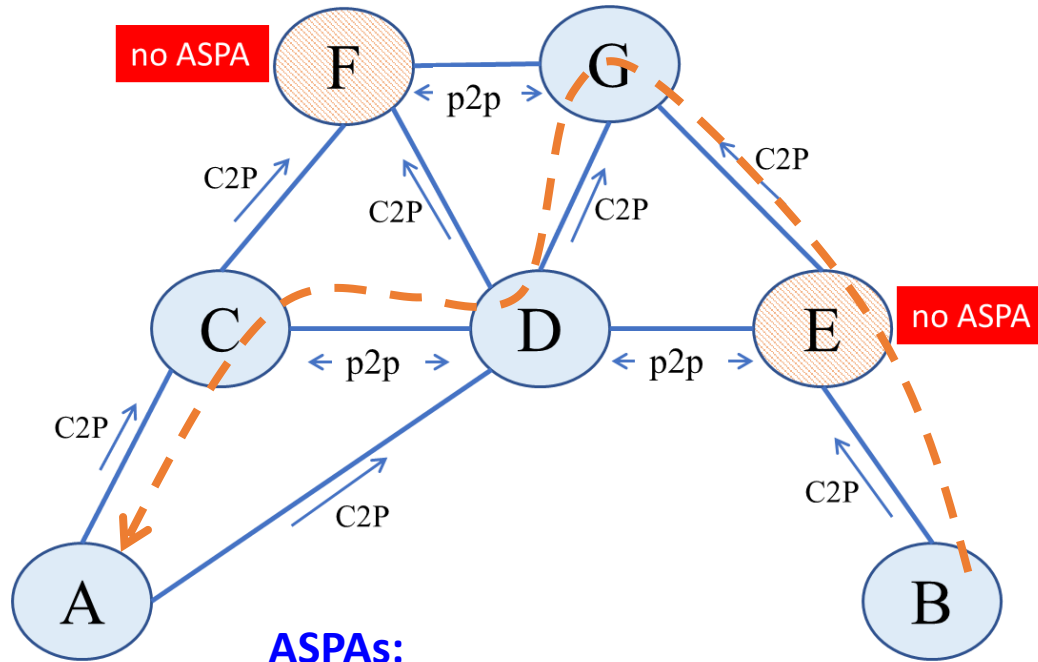 no ASPA
F
G
p2p
C2P
C2P
C2P
C2P
C
D
E
no ASPA
p2p
p2p
C2P
C2P
C2P
A
B
ASPAs: